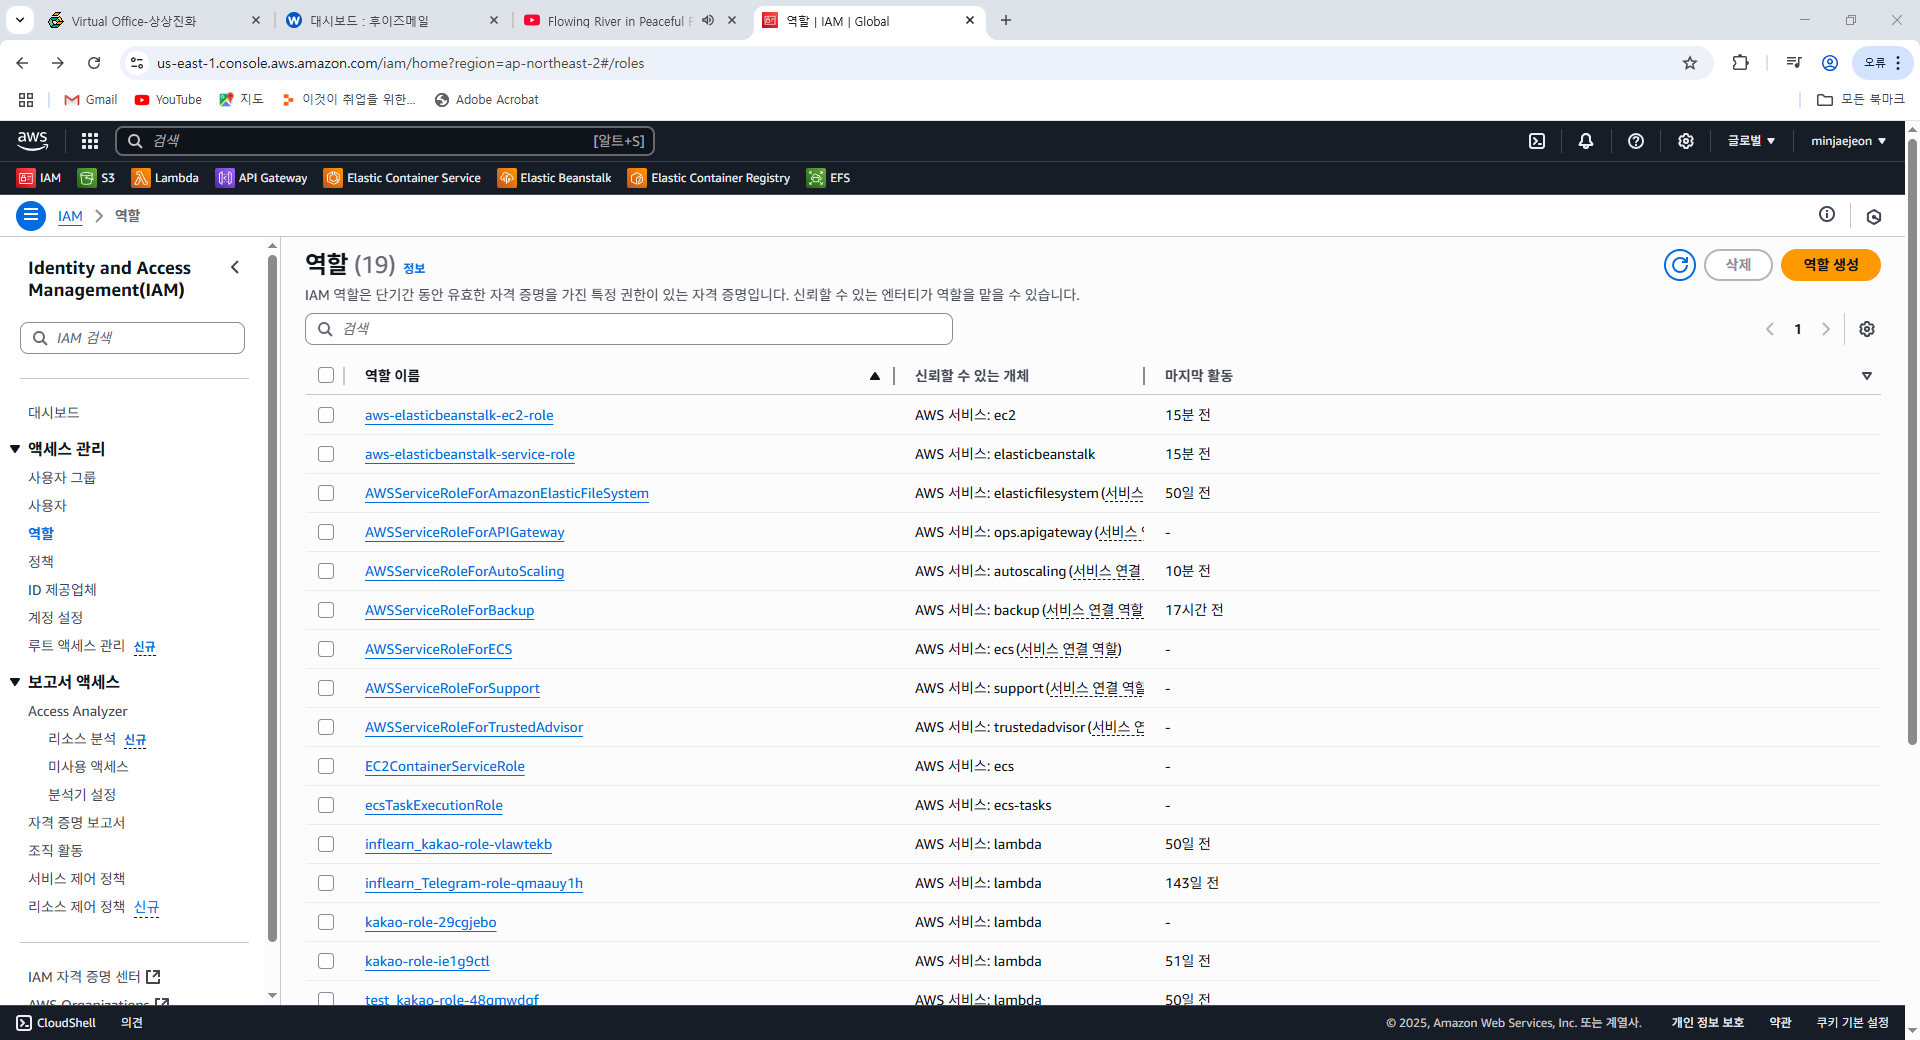 Virtual Office-상상진화
대시보드 : 후이즈메일
Flowing River in Peaceful F
역할 | IAM | Global
us-east-1.console.aws.amazon.com/iam/home?region=ap-northeast-2#/roles
오류
Gmail
YouTube
지도
이것이 취업을 위한...
Adobe Acrobat
모든 북마크
aws
검색
[알트+S]
글로벌
minjaejeon
IAM
S3
Lambda
API Gateway
Elastic Container Service
Elastic Beanstalk
Elastic Container Registry
EFS
IAM > 역할
Identity and Access
Management(IAM)
IAM 검색
대시보드
액세스 관리
사용자 그룹
사용자
역할
정책
ID 제공업체
계정 설정
루트 액세스 관리 신규
보고서 액세스
Access Analyzer
리소스 분석 신규
미사용 액세스
분석기 설정
자격 증명 보고서
조직 활동
서비스 제어 정책
리소스 제어 정책 신규
IAM 자격 증명 센터
AWS Organizations
역할 (19) 정보
삭제
역할 생성
IAM 역할은 단기간 동안 유효한 자격 증명을 가진 특정 권한이 있는 자격 증명입니다. 신뢰할 수 있는 엔터티가 역할을 맡을 수 있습니다.
검색
1
역할 이름 신뢰할 수 있는 개체 마지막 활동
aws-elasticbeanstalk-ec2-role AWS 서비스: ec2 15분 전
aws-elasticbeanstalk-service-role AWS 서비스: elasticbeanstalk 15분 전
AWSServiceRoleForAmazonElasticFileSystem AWS 서비스: elasticfilesystem (서비스 50일 전
AWSServiceRoleForAPIGateway AWS 서비스: ops.apigateway (서비스 -
AWSServiceRoleForAutoScaling AWS 서비스: autoscaling (서비스 연결 10분 전
AWSServiceRoleForBackup AWS 서비스: backup (서비스 연결 역할 17시간 전
AWSServiceRoleForECS AWS 서비스: ecs (서비스 연결 역할) -
AWSServiceRoleForSupport AWS 서비스: support (서비스 연결 역할 -
AWSServiceRoleForTrustedAdvisor AWS 서비스: trustedadvisor (서비스 연 -
EC2ContainerServiceRole AWS 서비스: ecs -
ecsTaskExecutionRole AWS 서비스: ecs-tasks -
inflearn_kakao-role-vlawtekb AWS 서비스: lambda 50일 전
inflearn_Telegram-role-qmaauy1h AWS 서비스: lambda 143일 전
kakao-role-29cgjebo AWS 서비스: lambda -
kakao-role-ie1g9ctl AWS 서비스: lambda 51일 전
test_kakao-role-48gmwdgf AWS 서비스: lambda 50일 전
CloudShell
의견
© 2025, Amazon Web Services, Inc. 또는 계열사.
개인 정보 보호
약관
쿠키 기본 설정